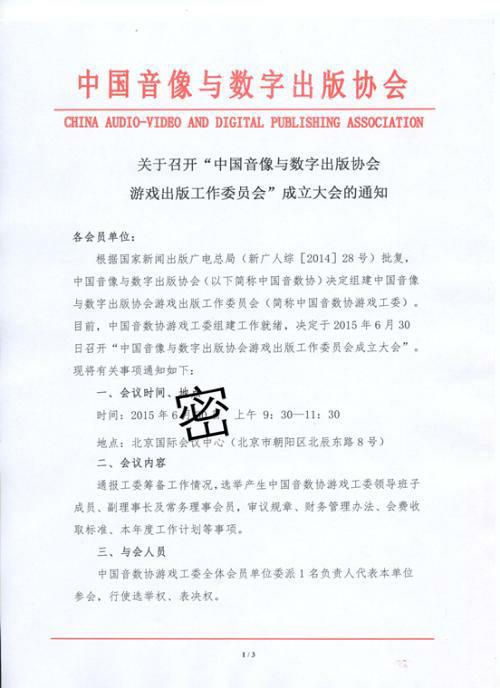 中国音像与数字出版协会
CHINA AUDIO-VIDEO AND DIGITAL PUBLISHING ASSOCIATION
关于召开“中国音像与数字出版协会
游戏出版工作委员会”成立大会的通知
各会员单位：
根据国家新闻出版广电总局（新广人综［2014］28号）批复，
中国音像与数字出版协会（以下简称中国音数协）决定组建中国音像
与数字出版协会游戏出版工作委员会（简称中国音数协游戏工委）。
目前，中国音数协游戏工委组建工作就绪，决定于2015年6月30
日召开“中国音像与数字出版协会游戏出版工作委员会成立大会”。
现将有关事项通知如下：
一、会议时间、地
密
时间：2015年6月 0日 上午 9：30—11：30
地点：北京国际会议中心（北京市朝阳区北辰东路8号）
二、会议内容
通报工委筹备工作情况，选举产生中国音数协游戏工委领导班子
成员、副理事长及常务理事会员，审议规章、财务管理办法、会费收
取标准、本年度工作计划等事项。
三、与会人员
中国音数协游戏工委全体会员单位委派1名负责人代表本单位
参会，行使选举权、表决权。
1 / 3